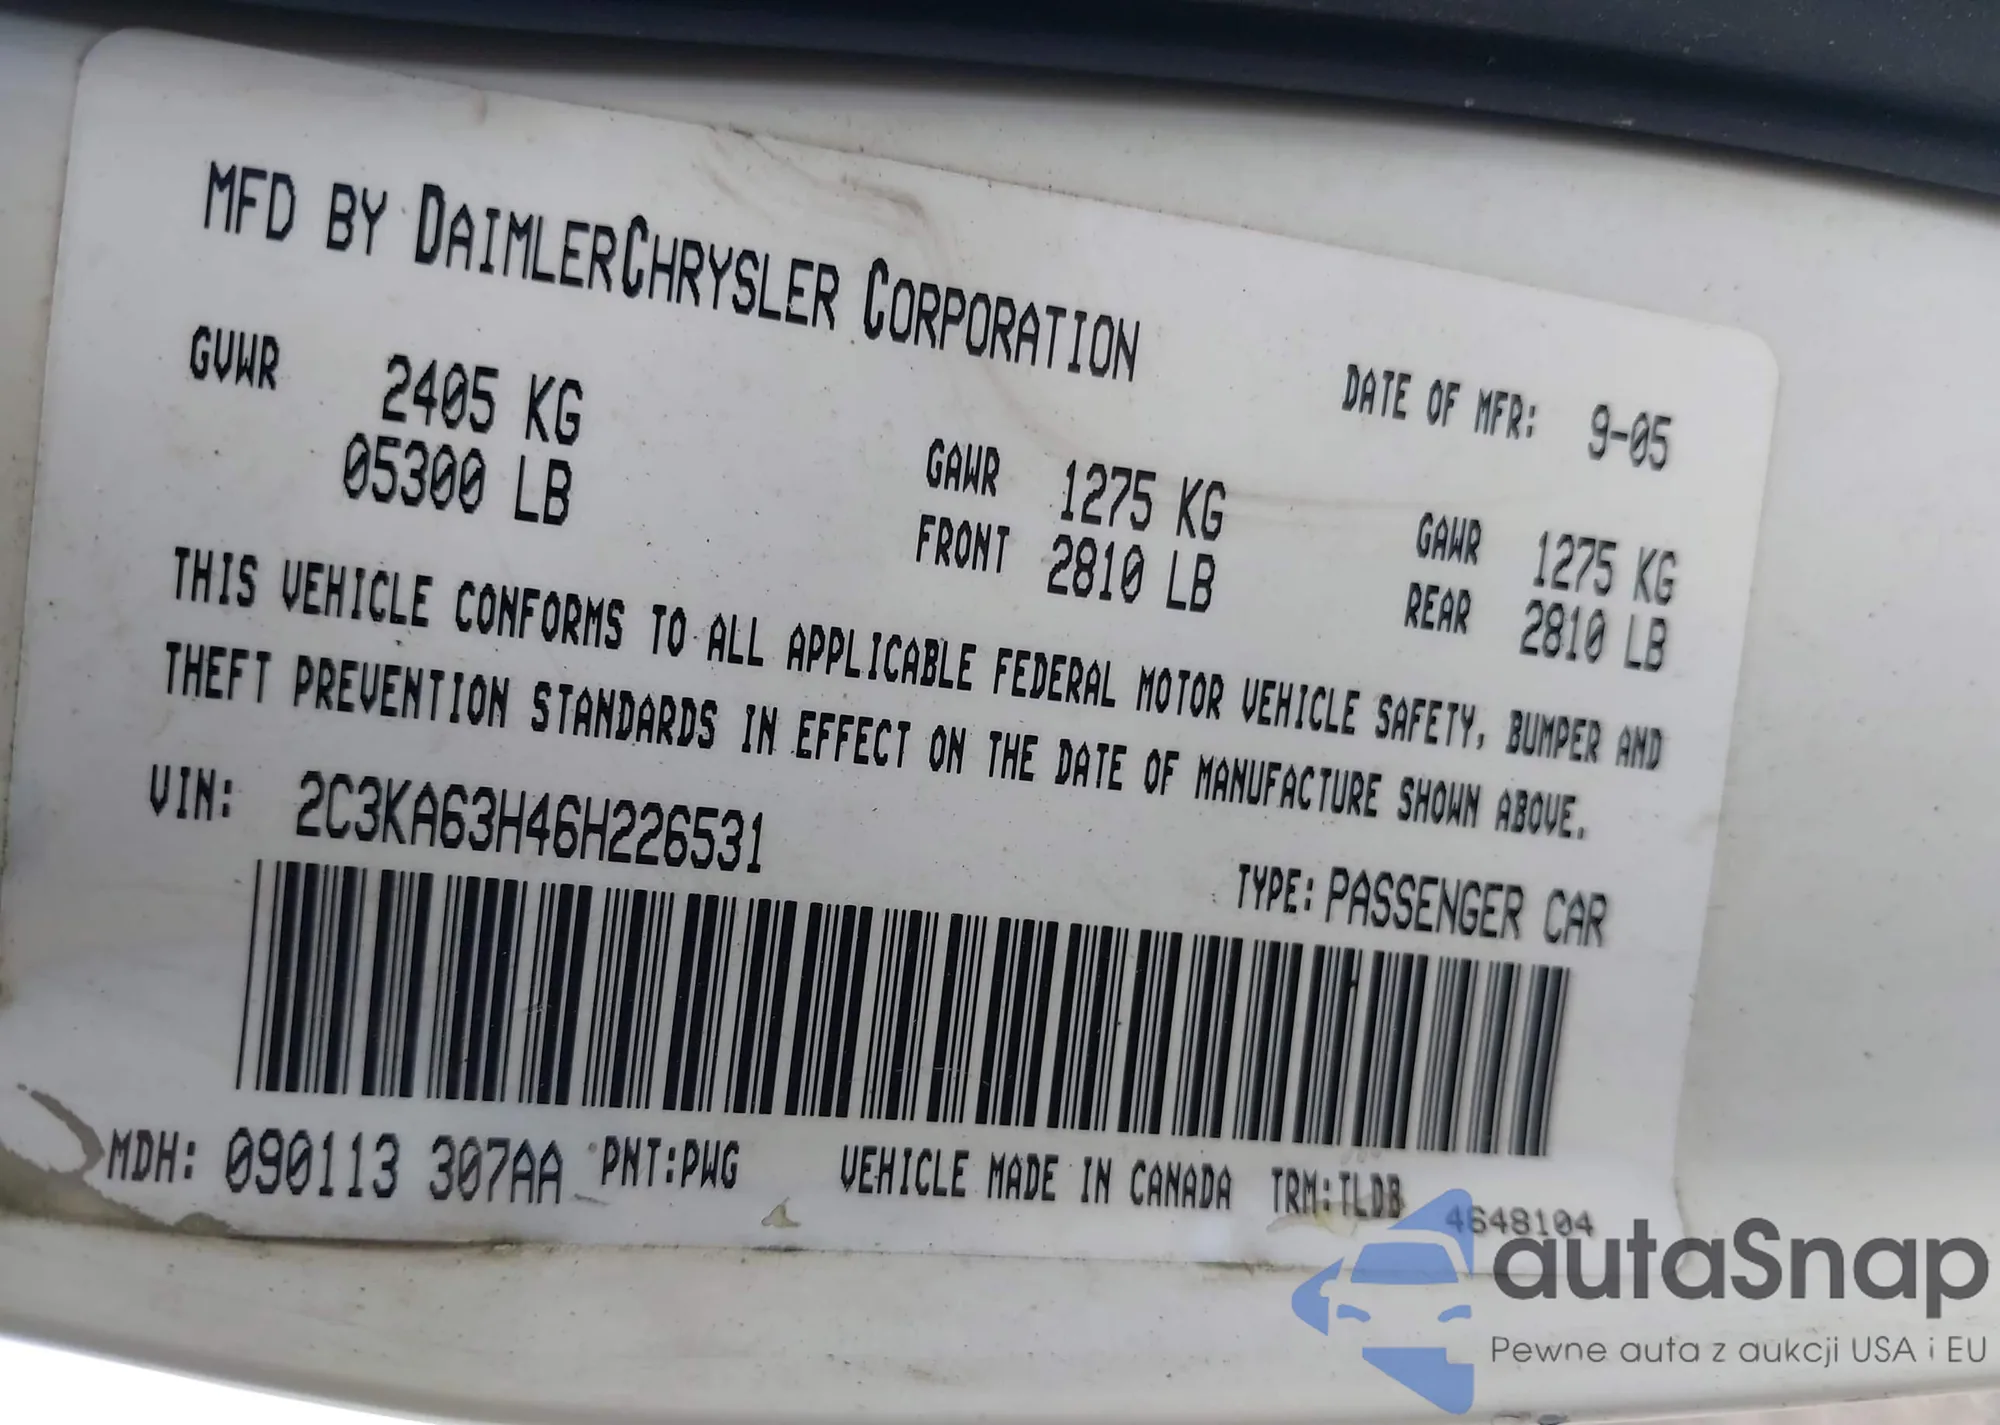 MFD BY DAIMLERCHRYSLER CORPORATION
DATE OF MFR: 9-05
GVWR 2405 KG
05300 LB
GAWR 1275 KG
FRONT 2810 LB
GAWR 1275 KG
REAR 2810 LB
THIS VEHICLE CONFORMS TO ALL APPLICABLE FEDERAL MOTOR VEHICLE SAFETY, BUMPER AND
THEFT PREVENTION STANDARDS IN EFFECT ON THE DATE OF MANUFACTURE SHOWN ABOVE.
VIN: 2C3KA63H46H226531
TYPE: PASSENGER CAR
MDH: 090113 307AA PNT:PWG VEHICLE MADE IN CANADA TRM:TLDB
4648104
autaSnap
Pewne auta z aukcji USA i EU